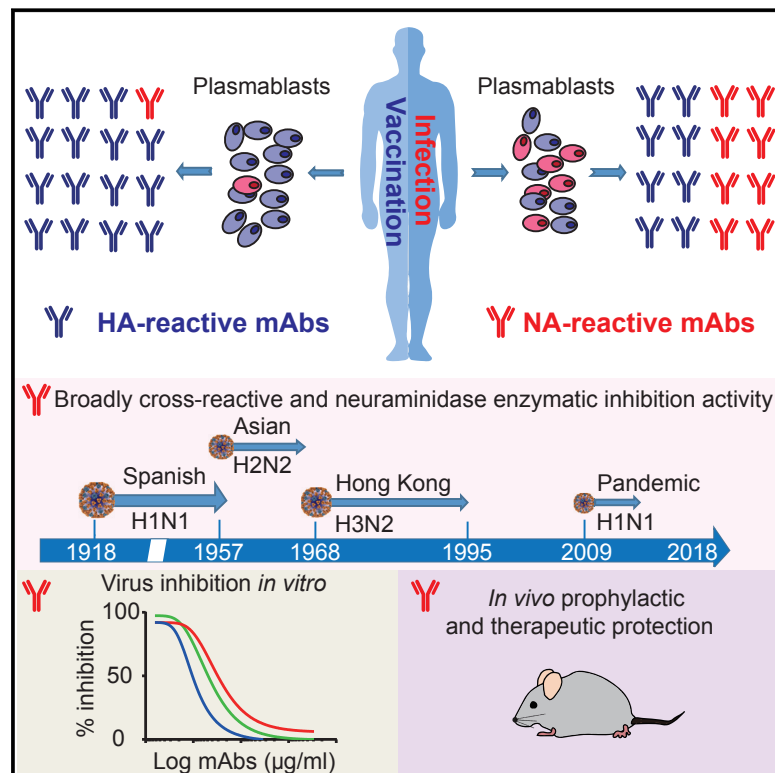 Plasmablasts
Plasmablasts
Vaccination
Infection
HA-reactive mAbs
NA-reactive mAbs
Broadly cross-reactive and neuraminidase enzymatic inhibition activity
Asian
H2N2
Spanish
H1N1
Hong Kong
H3N2
Pandemic
H1N1
1918
1957
1968
1995
2009
2018
Virus inhibition in vitro
100
50
0
% inhibition
Log mAbs (µg/ml)
In vivo prophylactic
and therapeutic protection